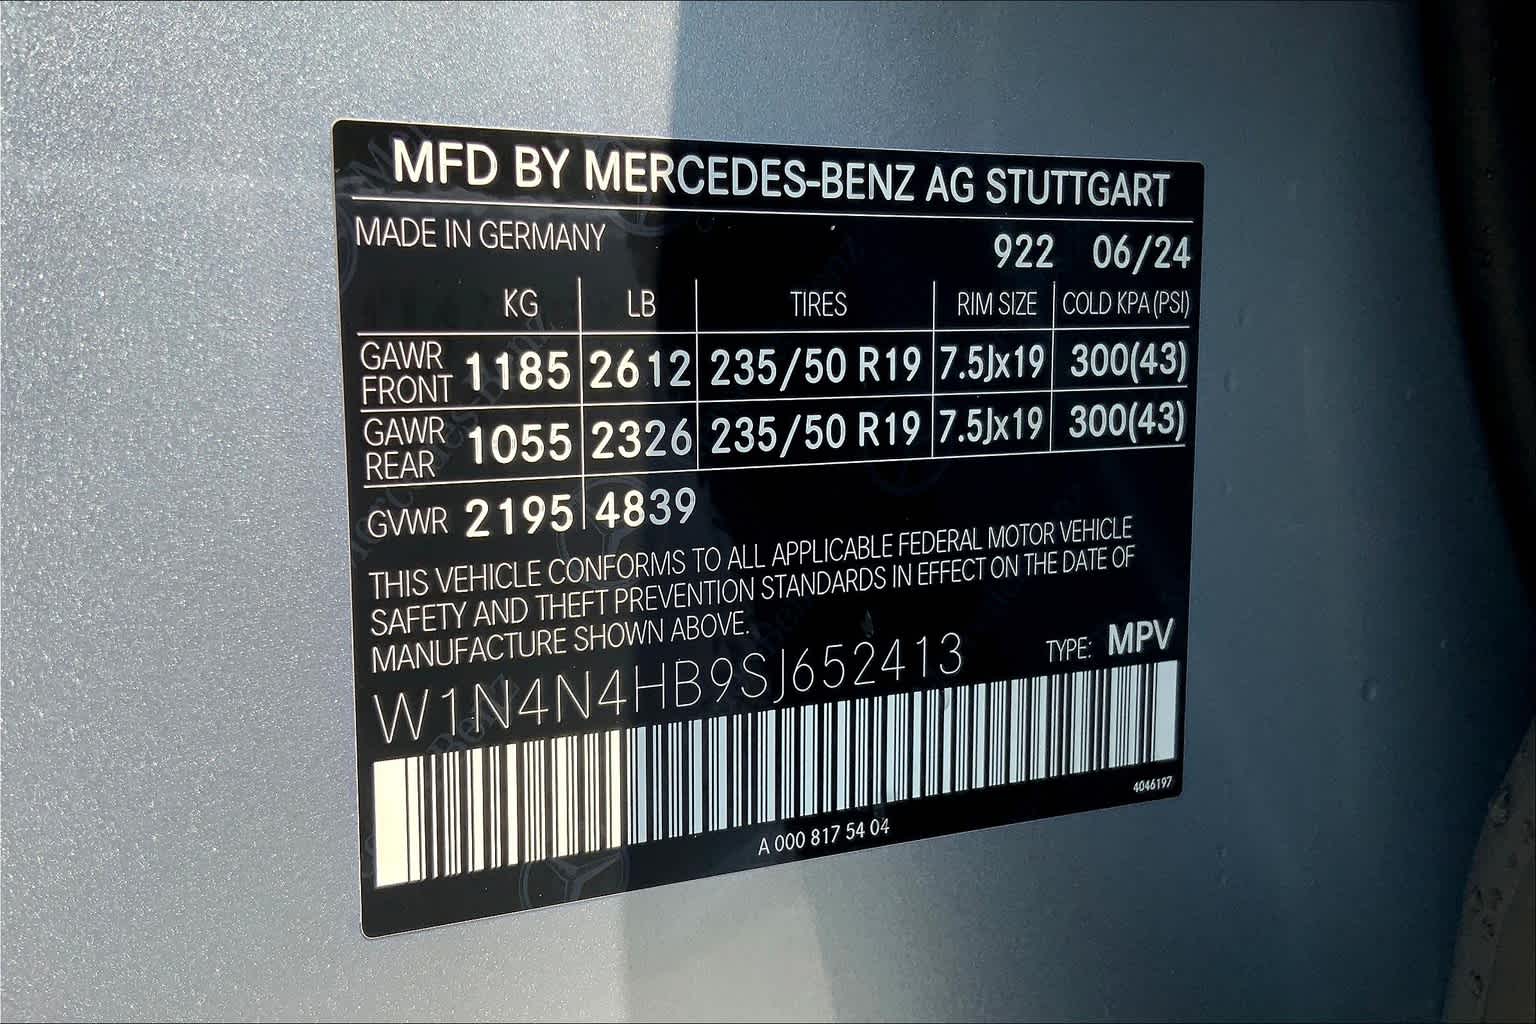 MFD BY MERCEDES-BENZ AG STUTTGART
MADE IN GERMANY
922 06/24
KG LB TIRES RIM SIZE COLD KPA (PSI)
GAWR FRONT 1185 2612 235/50 R19 7.5Jx19 300(43)
GAWR REAR 1055 2326 235/50 R19 7.5Jx19 300(43)
GVWR 2195 4839
THIS VEHICLE CONFORMS TO ALL APPLICABLE FEDERAL MOTOR VEHICLE
SAFETY AND THEFT PREVENTION STANDARDS IN EFFECT ON THE DATE OF
MANUFACTURE SHOWN ABOVE.
W1N4N4HB9SJ652413 TYPE: MPV
4046197
A 000 817 54 04